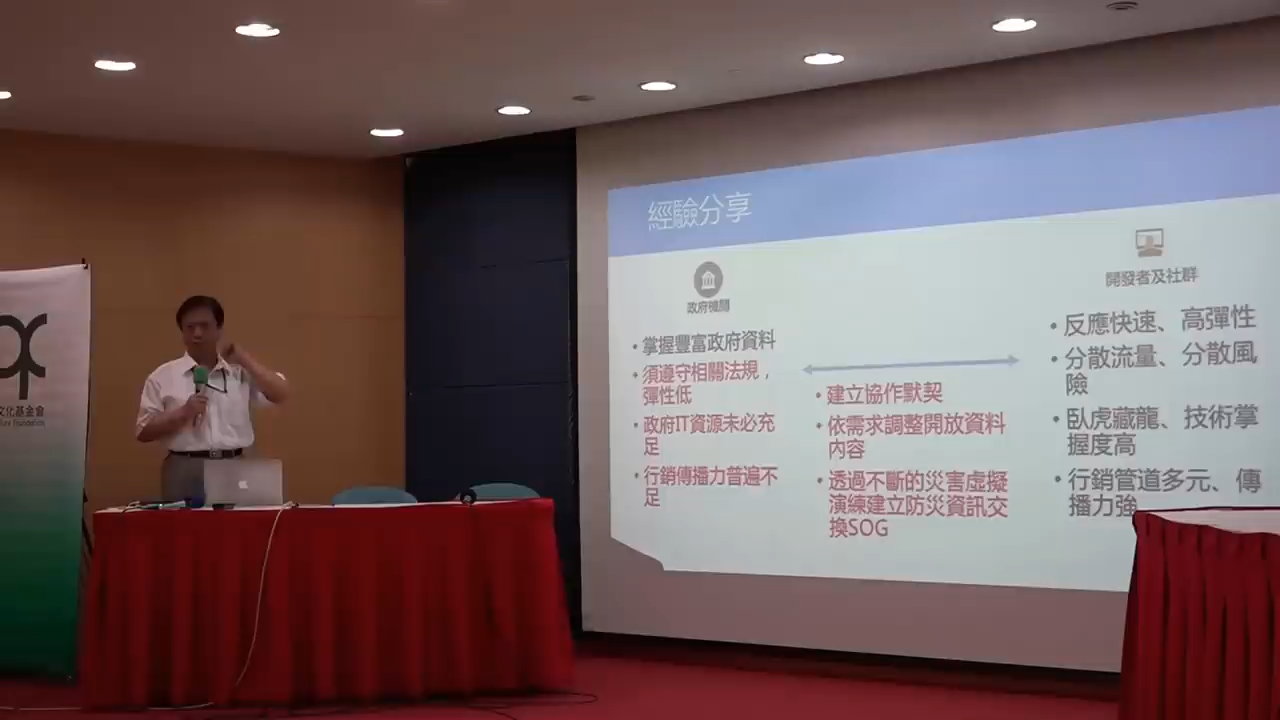 經驗分享
政府機關
• 掌握豐富政府資料
• 須遵守相關法規，
彈性低
• 政府IT資源未必充
足
• 行銷傳播力普遍不
足
• 建立協作默契
• 依需求調整開放資料
內容
• 透過不斷的災害虛擬
演練建立防災資訊交
換SOG
開發者及社群
• 反應快速、高彈性
• 分散流量、分散風
險
• 臥虎藏龍、技術掌
握度高
• 行銷管道多元、傳
播力強
文化基金會
Foundation